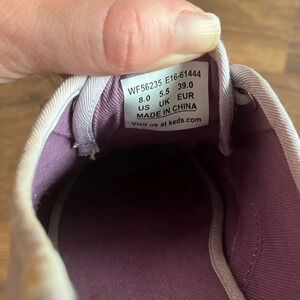 WF56235 E16-61444
8.0 5.5 39.0
US UK EUR
MADE IN CHINA
Visit us at keds.com